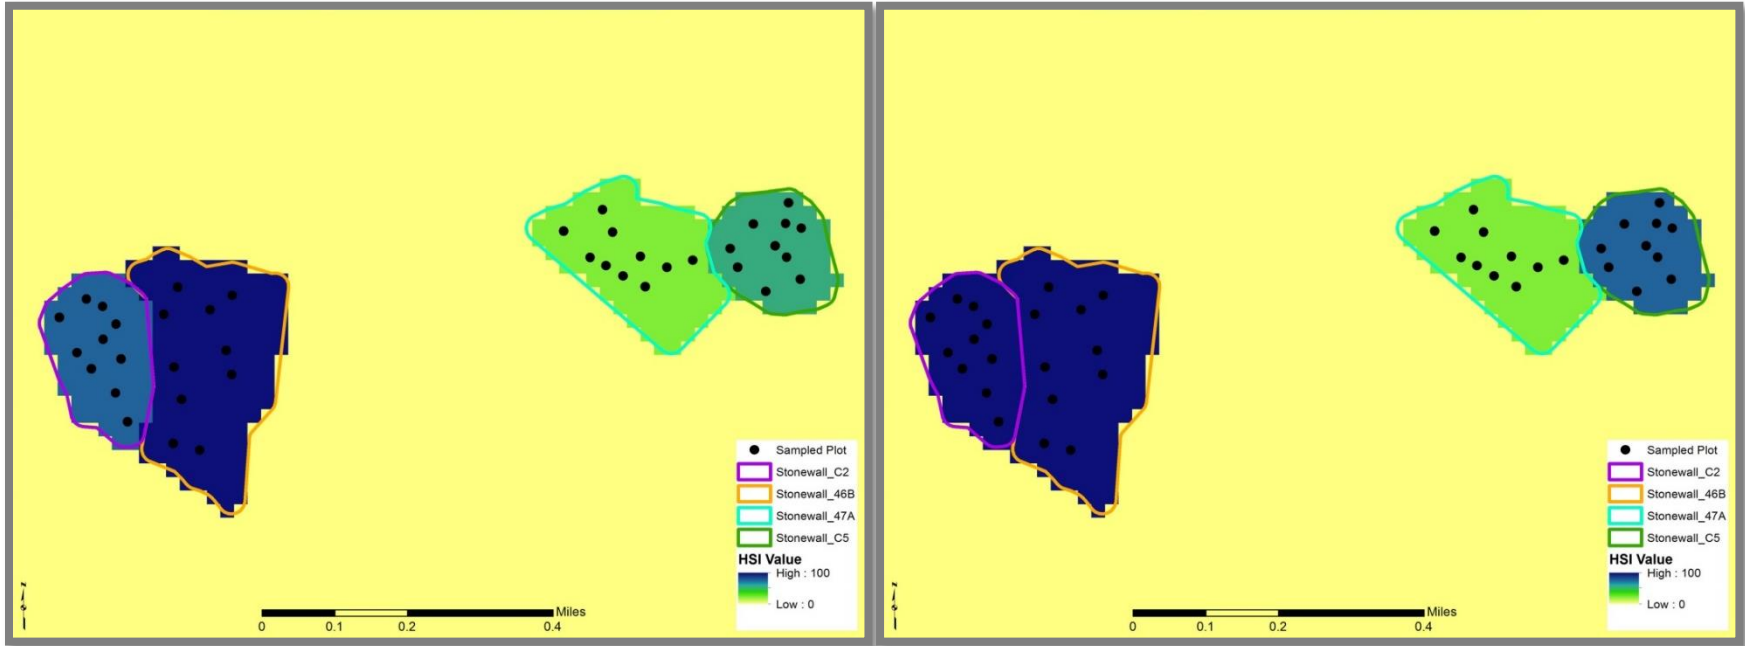 Sampled Plot
Stonewall_C2
Stonewall_46B
Stonewall_47A
Stonewall_C5
HSI Value
High : 100
Low : 0
Miles
0 0.1 0.2 0.4
Sampled Plot
Stonewall_C2
Stonewall_46B
Stonewall_47A
Stonewall_C5
HSI Value
High : 100
Low : 0
Miles
0 0.1 0.2 0.4